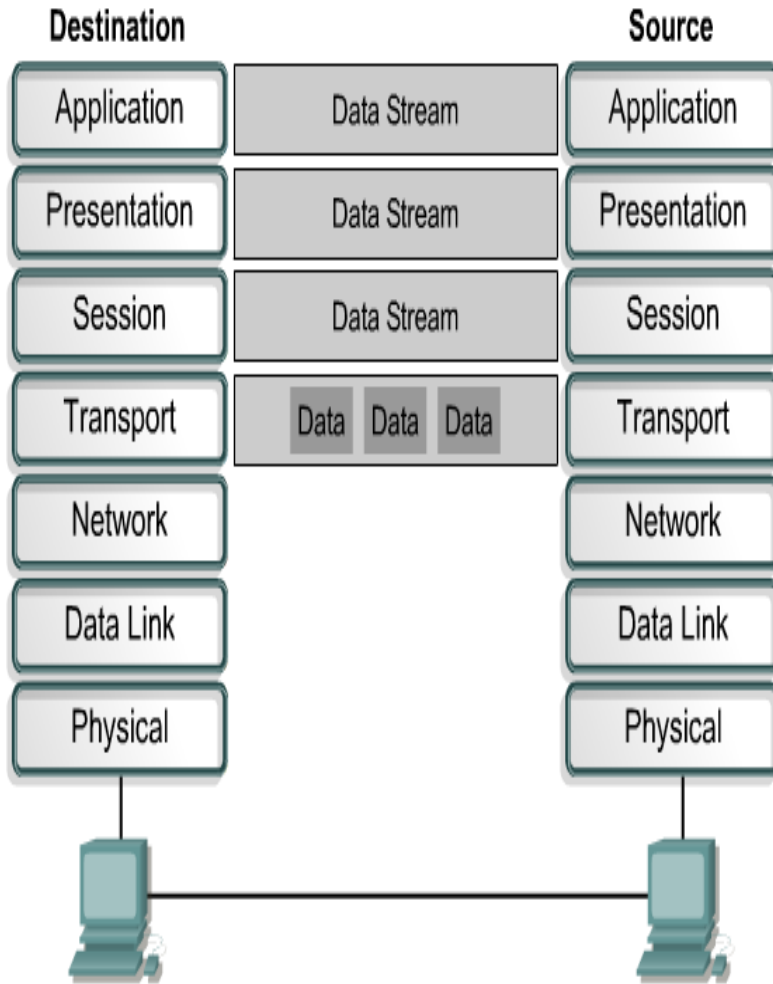 Destination Source
Application Data Stream Application
Presentation Data Stream Presentation
Session Data Stream Session
Transport Data Data Data Transport
Network Network
Data Link Data Link
Physical Physical